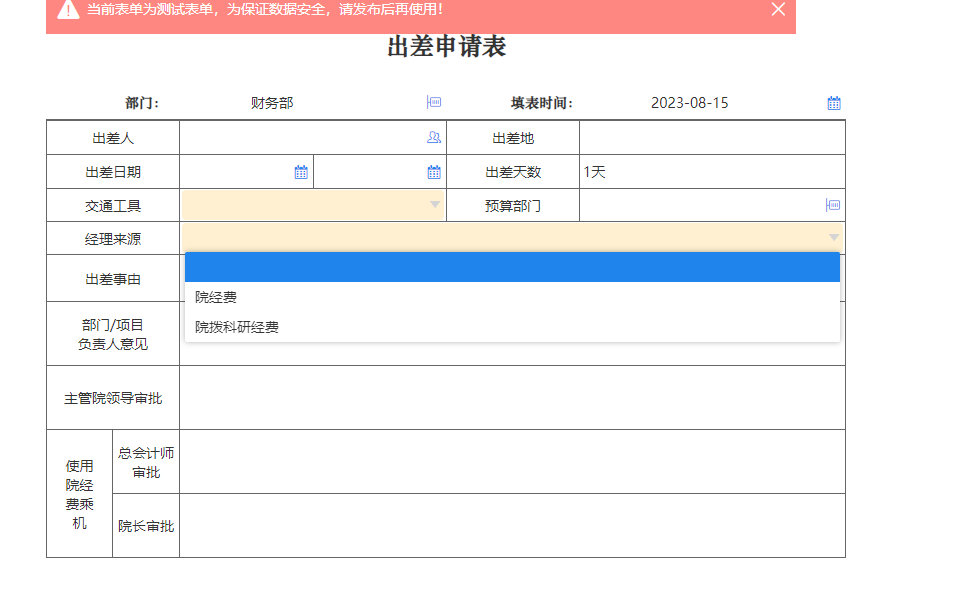 当前表单为测试表单，为保证数据安全，请发布后再使用！
出差申请表
部门： 财务部 填表时间： 2023-08-15
出差人 出差地
出差日期 出差天数 1天
交通工具 预算部门
经理来源
出差事由
院经费
院拨科研经费
部门/项目
负责人意见
主管院领导审批
使用
院经
费乘
机
总会计师
审批
院长审批